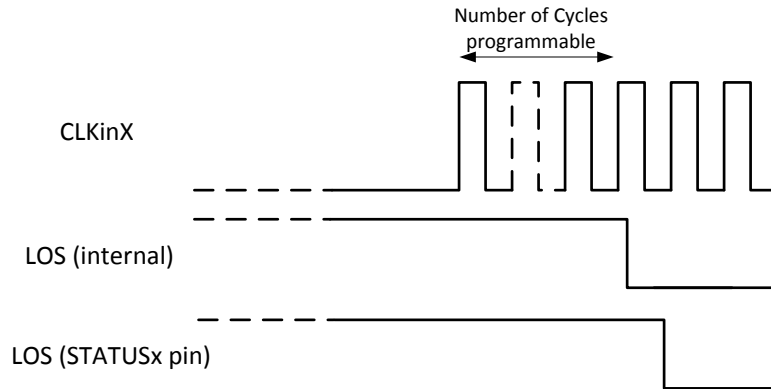 Number of Cycles
programmable
CLKinX
LOS (internal)
LOS (STATUSx pin)